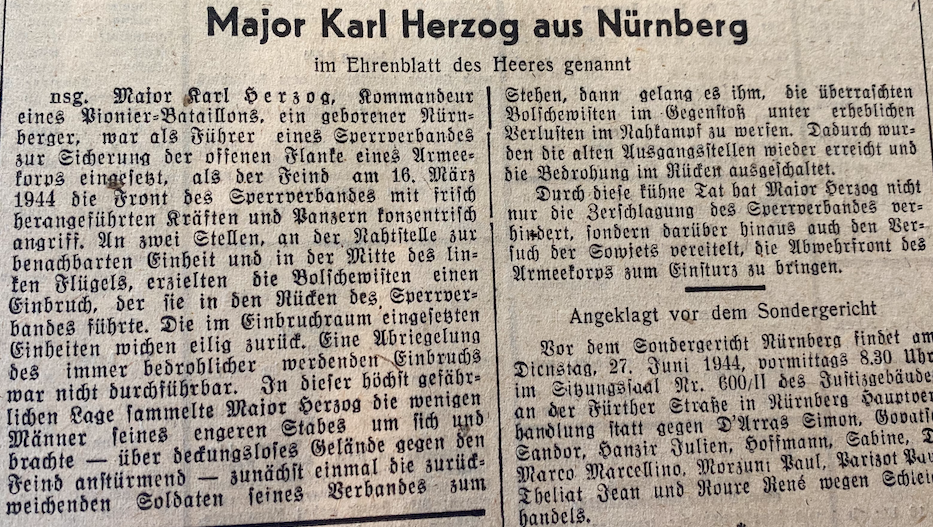 Major Karl Herzog aus Nürnberg
im Ehrenblatt des Heeres genannt
nsg. Major Karl Herzog, Kommandeur
eines Pionier-Bataillons, ein geborener Nürn-
berger, war als Führer eines Sperrverbandes
zur Sicherung der offenen Flanke eines Armee-
korps eingesetzt, als der Feind am 16. März
1944 die Front des Sperrverbandes mit frisch
herangeführten Kräften und Panzern konzentrisch
angriff. An zwei Stellen, an der Nahtstelle zur
benachbarten Einheit und in der Mitte des lin-
ken Flügels, erzielten die Bolschewisten einen
Einbruch, der sie in den Rücken des Sperrver-
bandes führte. Die im Einbruchraum eingesetzten
Einheiten wichen eilig zurück. Eine Abriegelung
des immer bedrohlicher werdenden Einbruchs
war nicht durchführbar. In dieser höchst gefähr-
lichen Lage sammelte Major Herzog die wenigen
Männer seines engeren Stabes um sich und
brachte — über deckungsloses Gelände gegen den
Feind anstürmend — zunächst einmal die zurück-
weichenden Soldaten seines Verbandes zum
Stehen, dann gelang es ihm, die überraschten
Bolschewisten im Gegenstoß unter erheblichen
Verlusten im Nahkampf zu werfen. Dadurch wur-
den die alten Ausgangsstellen wieder erreicht und
die Bedrohung im Rücken ausgeschaltet.
Durch diese kühne Tat hat Major Herzog nicht
nur die Zerschlagung des Sperrverbandes ver-
hindert, sondern darüber hinaus auch den Ver-
such der Sowjets vereitelt, die Abwehrfront des
Armeekorps zum Einsturz zu bringen.
Angeklagt vor dem Sondergericht
Vor dem Sondergericht Nürnberg findet am
Dienstag, 27. Juni 1944, vormittags 8.30 Uhr
im Sitzungssaal Nr. 600/II des Justizgebäude
an der Fürther Straße in Nürnberg Hauptver
handlung statt gegen D'Arras Simon, Govati
Sandor, Hanzir Julien, Hoffmann, Sabine,
Marco Marcellino, Morzuni Paul, Parizot Pau
Theliat Jean und Roure René wegen Schleic
handels.